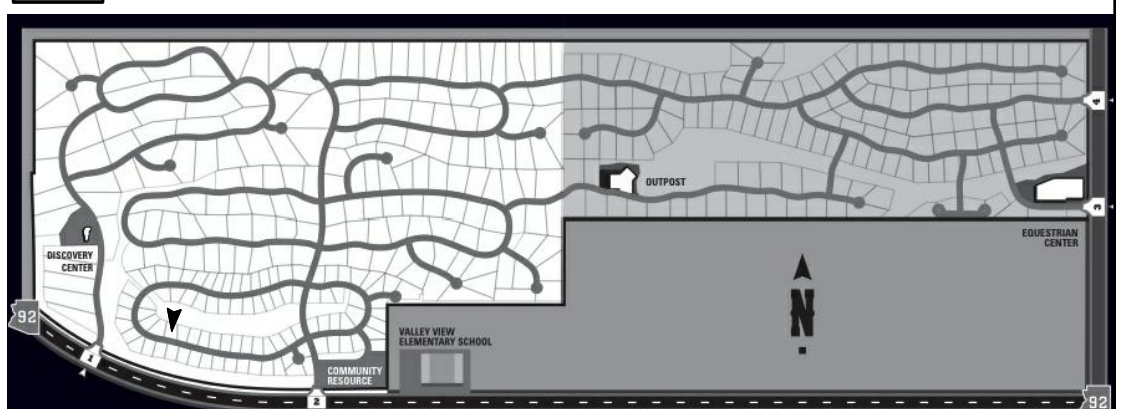 4
OUTPOST
3
EQUESTRIAN
CENTER
DISCOVERY
CENTER
N
92
VALLEY VIEW
ELEMENTARY SCHOOL
1
COMMUNITY
RESOURCE
2
92